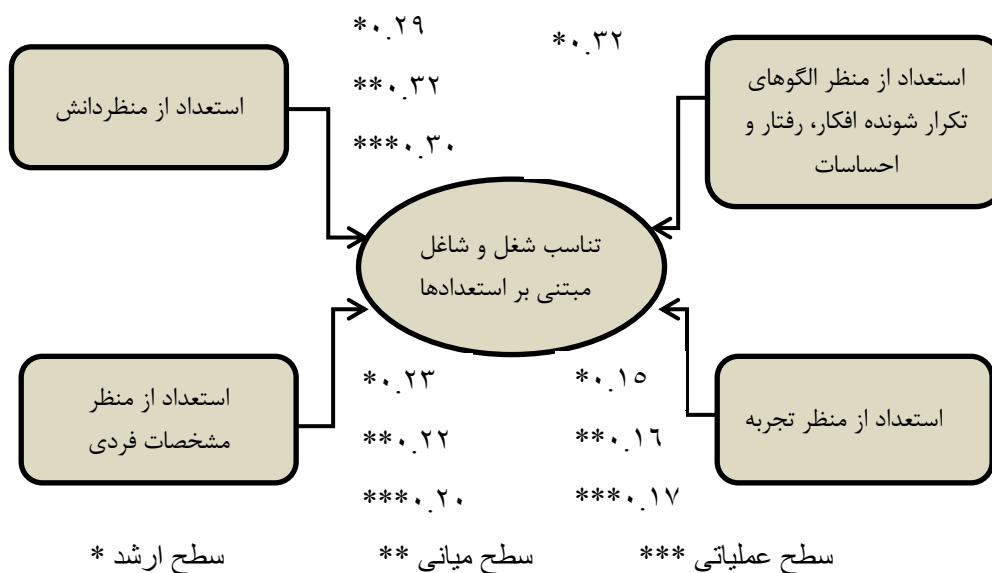 *۰.۳۲
*۰.۲۹
**۰.۳۲
***۰.۳۰
استعداد از منظر الگوهای
تکرار شونده افکار، رفتار و
احساسات
استعداد از منظردانش
تناسب شغل و شاغل
مبتنی بر استعدادها
استعداد از منظر تجربه
*۰.۱۵
**۰.۱۶
***۰.۱۷
*۰.۲۳
**۰.۲۲
***۰.۲۰
استعداد از منظر
مشخصات فردی
سطح عملیاتی *** سطح میانی ** سطح ارشد *